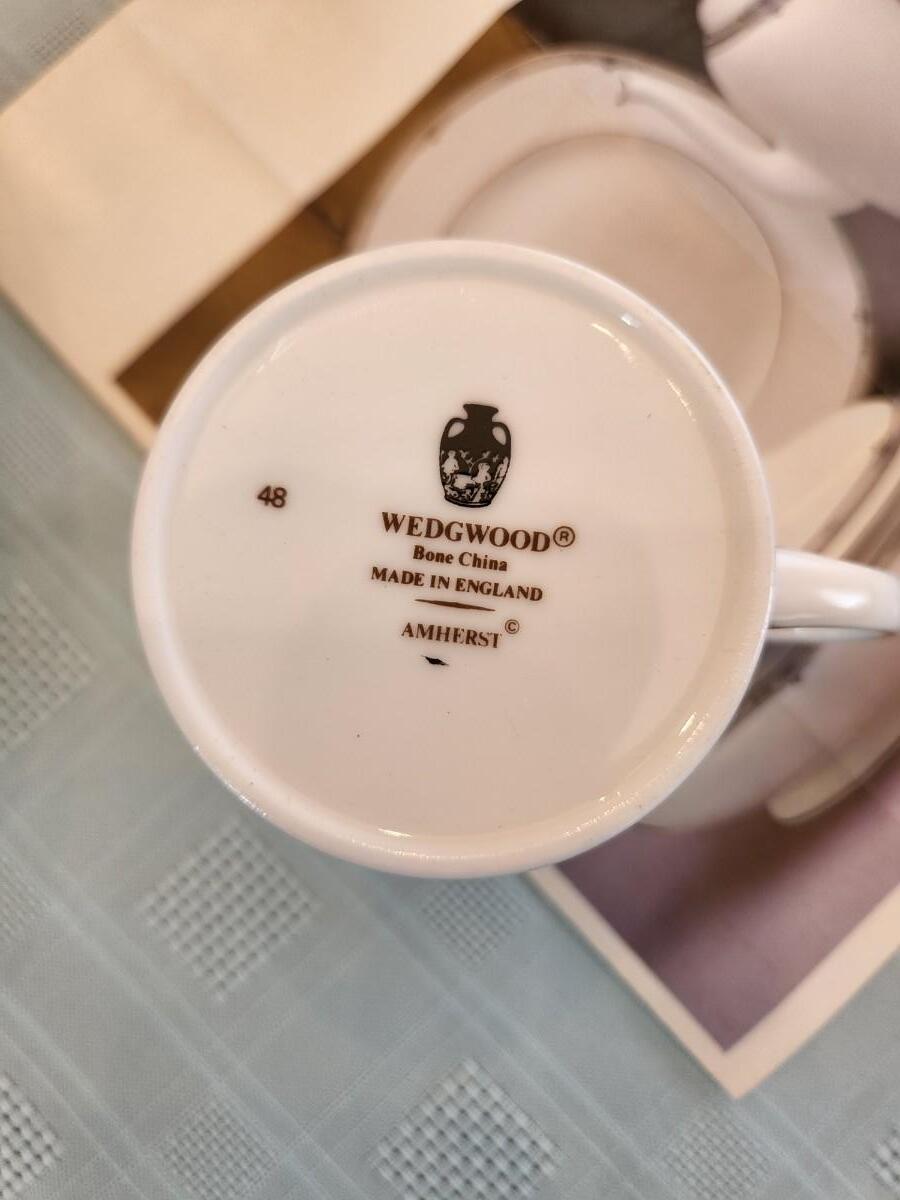 48
WEDGWOOD®
Bone China
MADE IN ENGLAND
AMHERST©